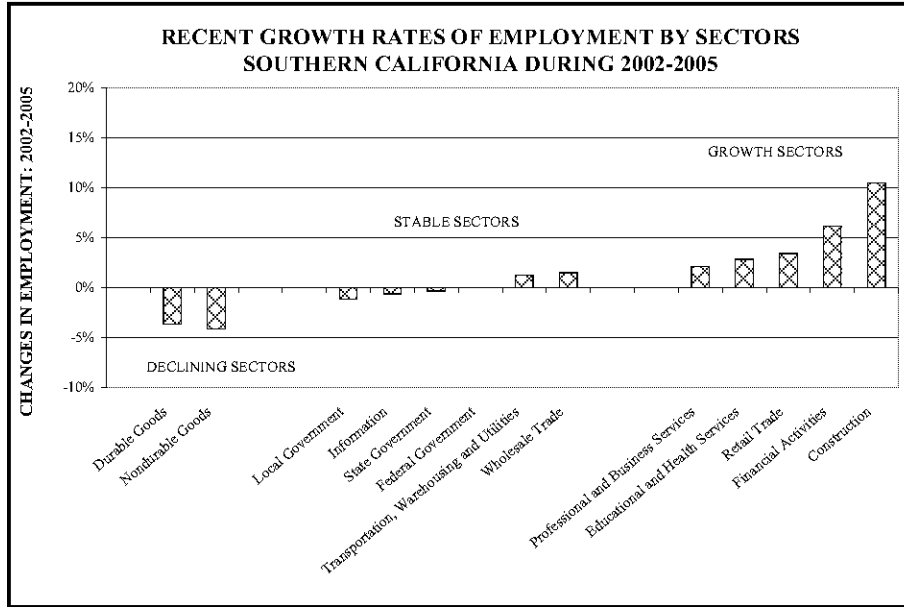 RECENT GROWTH RATES OF EMPLOYMENT BY SECTORS
SOUTHERN CALIFORNIA DURING 2002-2005
CHANGES IN EMPLOYMENT: 2002-2005
20%
15%
10%
5%
0%
-5%
-10%
GROWTH SECTORS
STABLE SECTORS
DECLINING SECTORS
Durable Goods
Nondurable Goods
Local Government
Information
State Government
Federal Government
Transportation, Warehousing and Utilities
Wholesale Trade
Professional and Business Services
Educational and Health Services
Retail Trade
Financial Activities
Construction